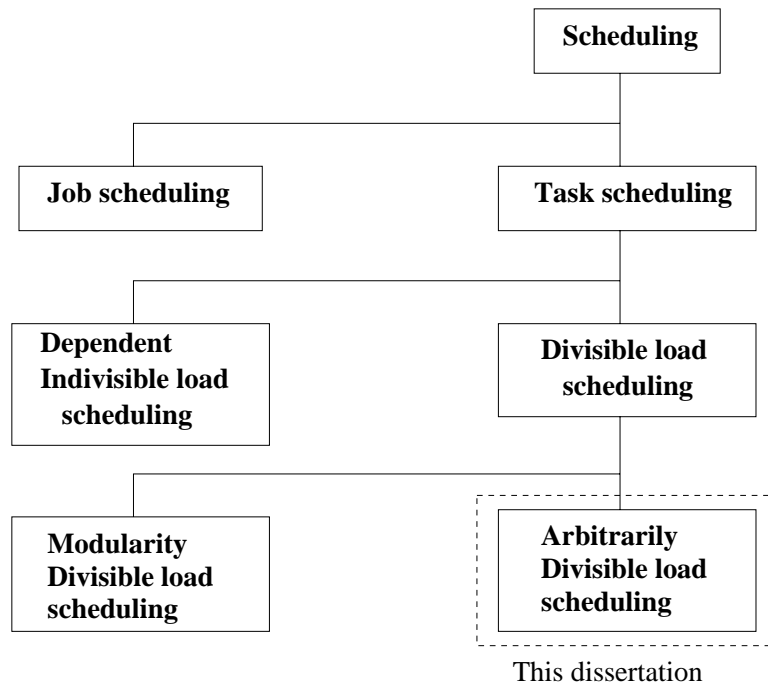 Scheduling
Job scheduling
Task scheduling
Dependent
Indivisible load
scheduling
Divisible load
scheduling
Modularity
Divisible load
scheduling
Arbitrarily
Divisible load
scheduling
This dissertation